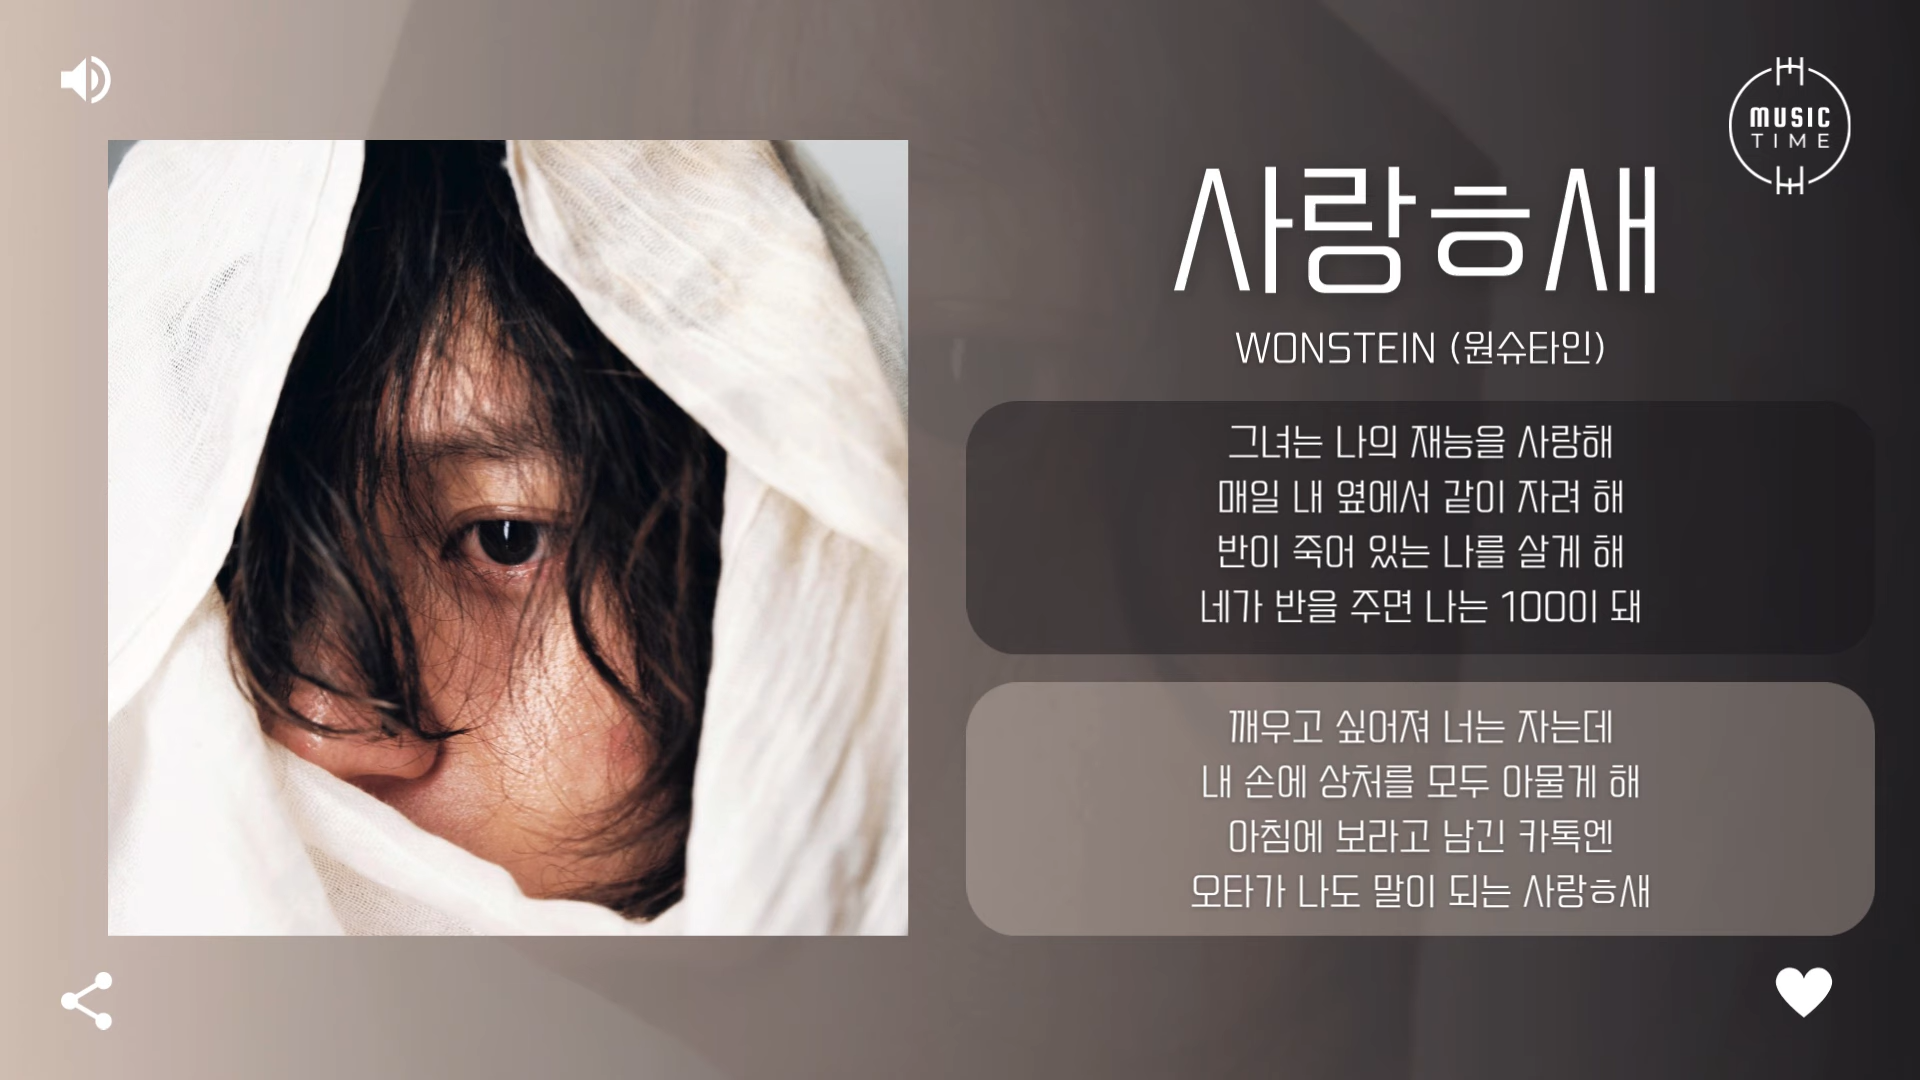 MUSIC
TIME
사랑ㅎ새
WONSTEIN (원슈타인)
그녀는 나의 재능을 사랑해
매일 내 옆에서 같이 자려 해
반이 죽어 있는 나를 살게 해
네가 반을 주면 나는 100이 돼
깨우고 싶어져 너는 자는데
내 손에 상처를 모두 아물게 해
아침에 보라고 남긴 카톡엔
오타가 나도 말이 되는 사랑ㅎ새